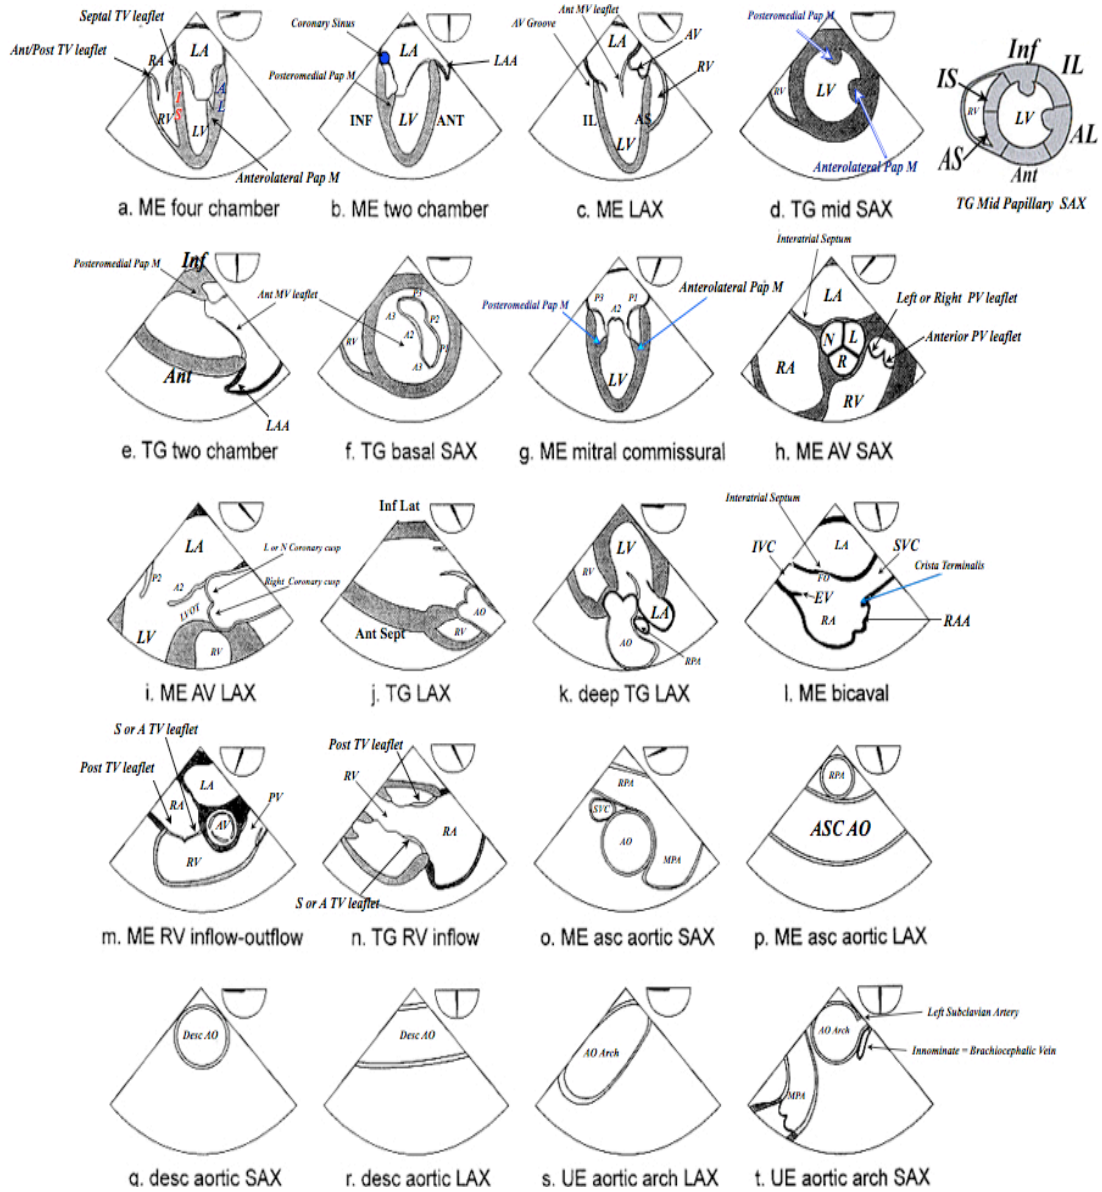 Septal TV leaflet
Ant/Post TV leaflet
RA
LA
I
S
A
L
RV
LV
Anterolateral Pap M
a. ME four chamber
Coronary Sinus
LA
LAA
Posteromedial Pap M
INF
LV
ANT
b. ME two chamber
Ant MV leaflet
AV Groove
LA
AV
RV
IL
AS
LV
c. ME LAX
Posteromedial Pap M
LV
RV
Anterolateral Pap M
d. TG mid SAX
Inf
IL
IS
RV
LV
AL
AS
Ant
TG Mid Papillary SAX
Inf
Posteromedial Pap M
Ant MV leaflet
Ant
LAA
e. TG two chamber
P3
A3
P2
A2
RV
P1
A3
f. TG basal SAX
Anterolateral Pap M
P3
P1
A2
Posteromedial Pap M
LV
g. ME mitral commissural
Interatrial Septum
LA
Left or Right PV leaflet
N
L
Anterior PV leaflet
R
RA
RV
h. ME AV SAX
LA
L or N Coronary cusp
P2
A2
Right Coronary cusp
LVOT
LV
RV
i. ME AV LAX
Inf Lat
AO
Ant Sept
RV
j. TG LAX
LV
RV
LA
AO
RPA
k. deep TG LAX
Interatrial Septum
IVC
LA
SVC
Crista Terminalis
FO
EV
RA
RAA
l. ME bicaval
S or A TV leaflet
Post TV leaflet
LA
RA
PV
AV
RV
m. ME RV inflow-outflow
Post TV leaflet
RV
RA
S or A TV leaflet
n. TG RV inflow
RPA
SVC
AO
MPA
o. ME asc aortic SAX
RPA
ASC AO
p. ME asc aortic LAX
Desc AO
q. desc aortic SAX
Desc AO
r. desc aortic LAX
AO Arch
s. UE aortic arch LAX
Left Subclavian Artery
AO Arch
Innominate = Brachiocephalic Vein
MPA
t. UE aortic arch SAX